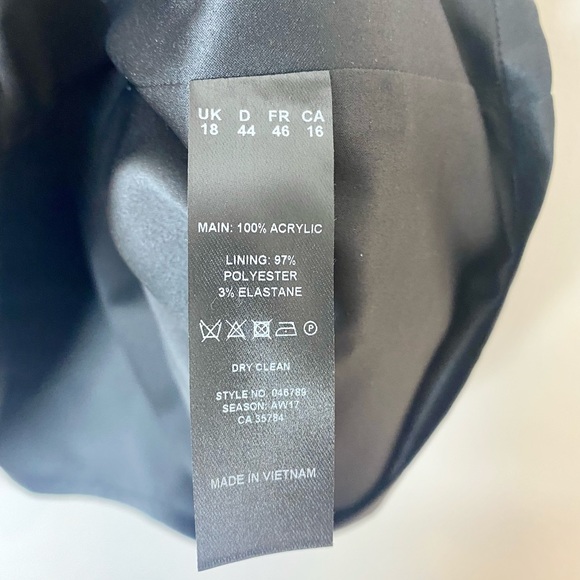 UK D FR CA
18 44 46 16
MAIN: 100% ACRYLIC
LINING: 97%
POLYESTER
3% ELASTANE
P
DRY CLEAN
STYLE NO. 046789
SEASON: AW17
CA 35784
MADE IN VIETNAM